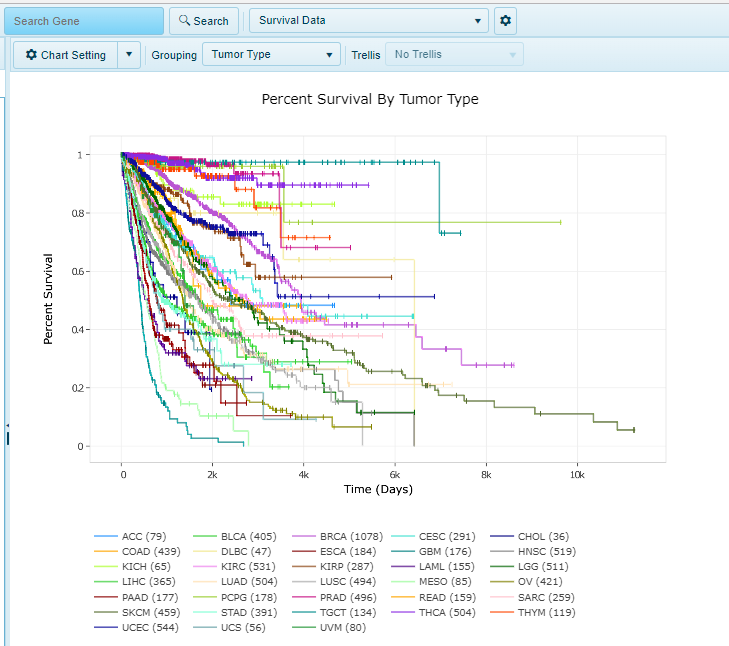 Search Gene Search Survival Data
Chart Setting Grouping Tumor Type Trellis No Trellis
Percent Survival By Tumor Type
1
0.8
0.6
0.4
0.2
0
Percent Survival
0 2k 4k 6k 8k 10k
Time (Days)
ACC (79) BLCA (405) BRCA (1078) CESC (291) CHOL (36)
COAD (439) DLBC (47) ESCA (184) GBM (176) HNSC (519)
KICH (65) KIRC (531) KIRP (287) LAML (155) LGG (511)
LIHC (365) LUAD (504) LUSC (494) MESO (85) OV (421)
PAAD (177) PCPG (178) PRAD (496) READ (159) SARC (259)
SKCM (459) STAD (391) TGCT (134) THCA (504) THYM (119)
UCEC (544) UCS (56) UVM (80)